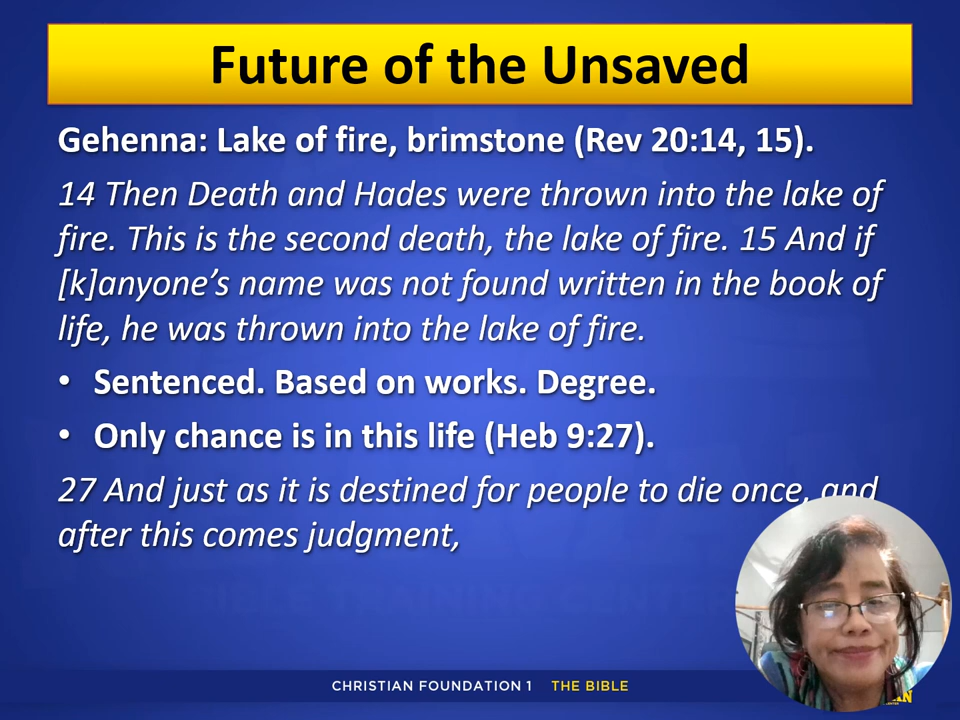 Future of the Unsaved
Gehenna: Lake of fire, brimstone (Rev 20:14, 15).
14 Then Death and Hades were thrown into the lake of
fire. This is the second death, the lake of fire. 15 And if
[k]anyone’s name was not found written in the book of
life, he was thrown into the lake of fire.
• Sentenced. Based on works. Degree.
• Only chance is in this life (Heb 9:27).
27 And just as it is destined for people to die once, and
after this comes judgment,
CHRISTIAN FOUNDATION 1 THE BIBLE